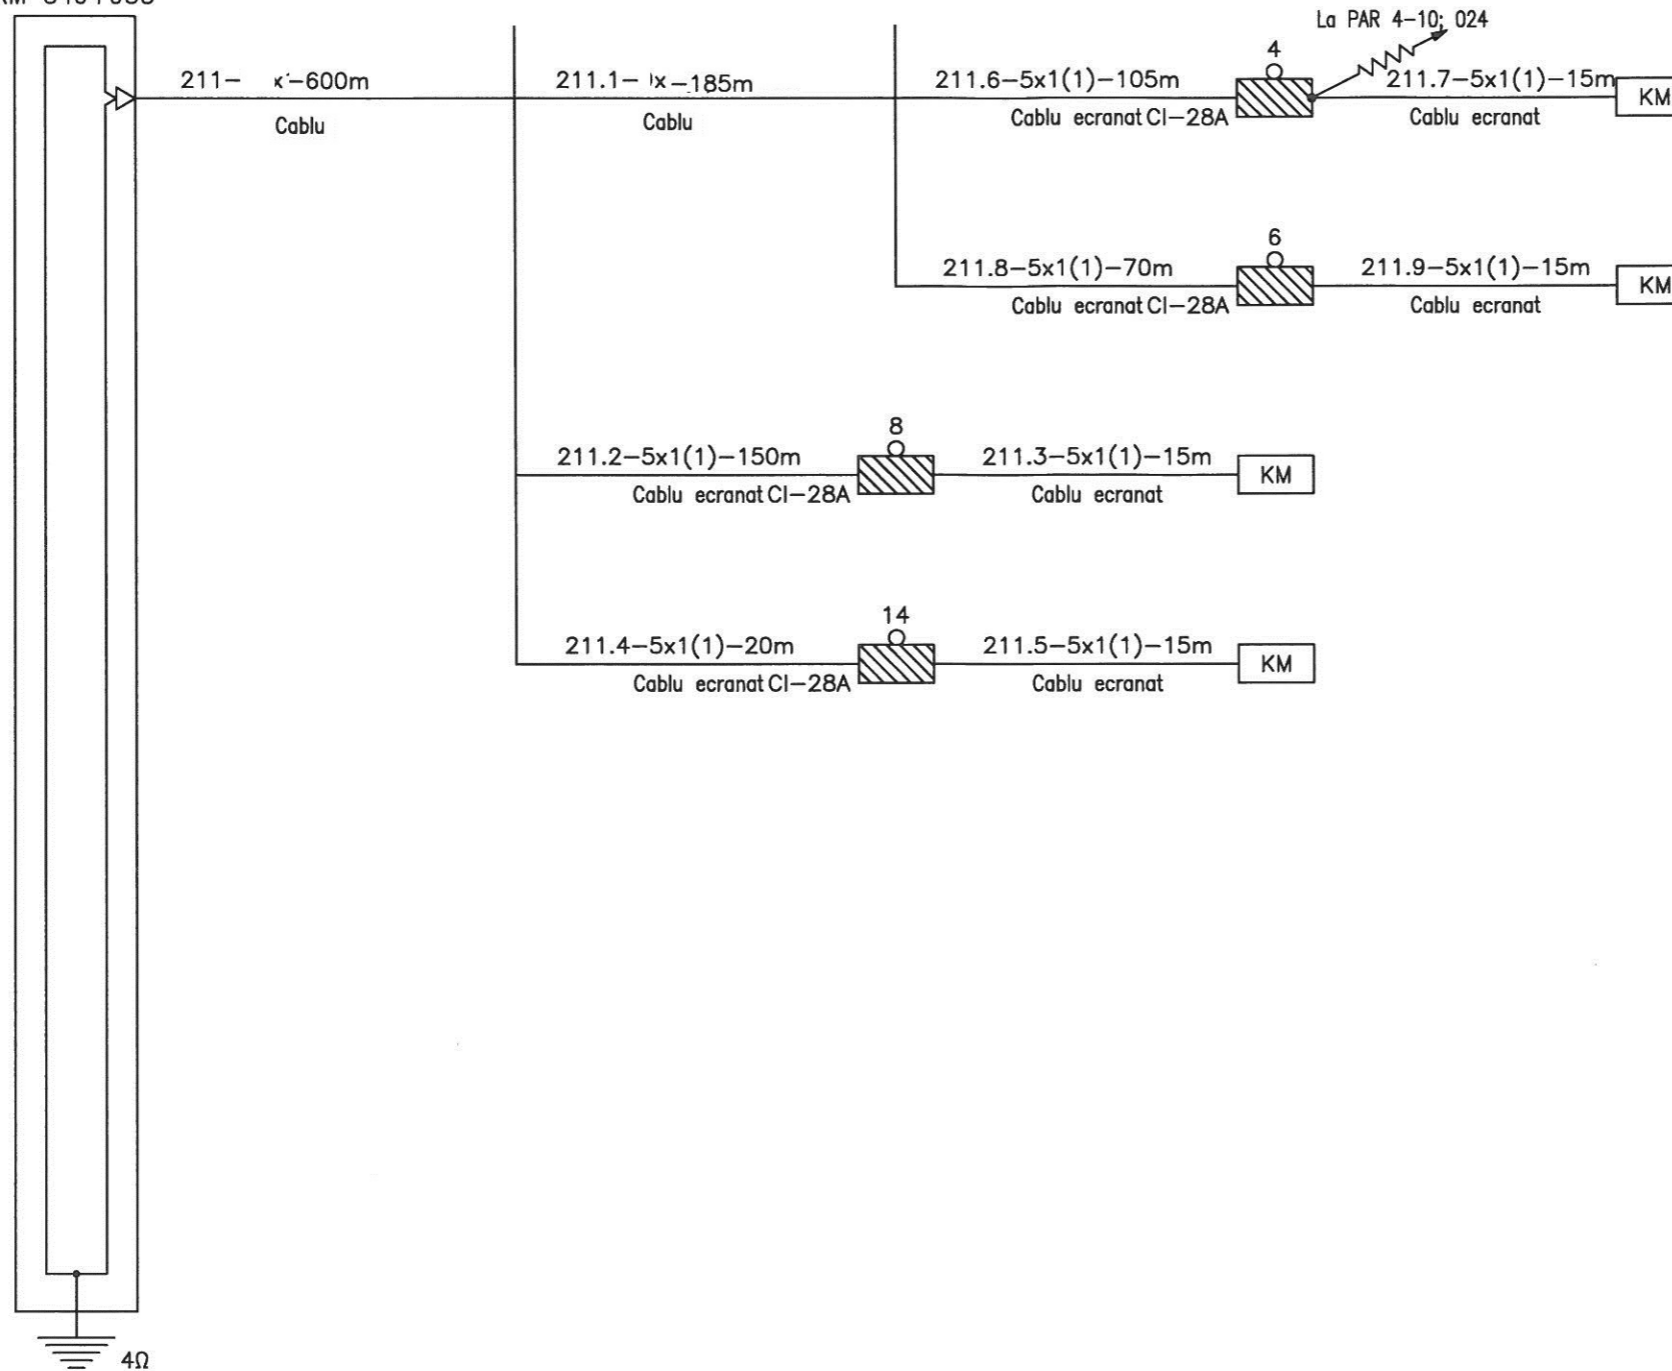 La PAR 4-10; 024
4
211- x-600m
211.1- x-185m
211.6-5x1(1)-105m
211.7-5x1(1)-15m
KM
Cablu
Cablu
Cablu ecranat CI-28A
Cablu ecranat
6
211.8-5x1(1)-70m
211.9-5x1(1)-15m
KM
Cablu ecranat CI-28A
Cablu ecranat
8
211.2-5x1(1)-150m
211.3-5x1(1)-15m
KM
Cablu ecranat CI-28A
Cablu ecranat
14
211.4-5x1(1)-20m
211.5-5x1(1)-15m
KM
Cablu ecranat CI-28A
Cablu ecranat
4Ω